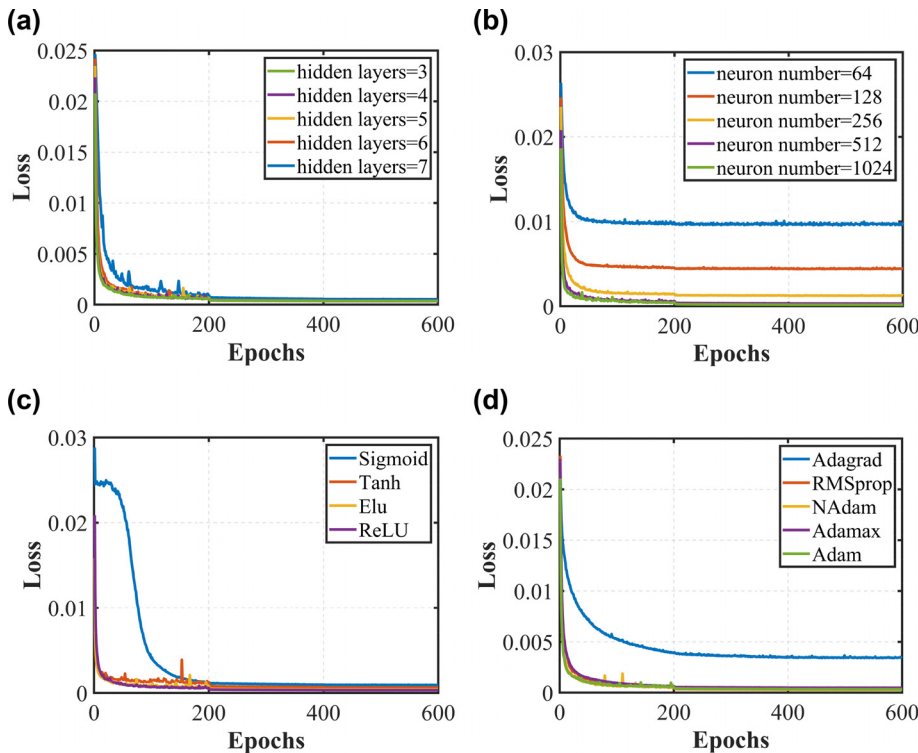 (a)
0.025
0.02
0.015
0.01
0.005
0
Loss
hidden layers=3
hidden layers=4
hidden layers=5
hidden layers=6
hidden layers=7
0 200 400 600
Epochs
(b)
0.03
0.02
0.01
0
Loss
neuron number=64
neuron number=128
neuron number=256
neuron number=512
neuron number=1024
0 200 400 600
Epochs
(c)
0.03
0.02
0.01
0
Loss
Sigmoid
Tanh
Elu
ReLU
0 200 400 600
Epochs
(d)
0.025
0.02
0.015
0.01
0.005
0
Loss
Adagrad
RMSprop
NAdam
Adamax
Adam
0 200 400 600
Epochs